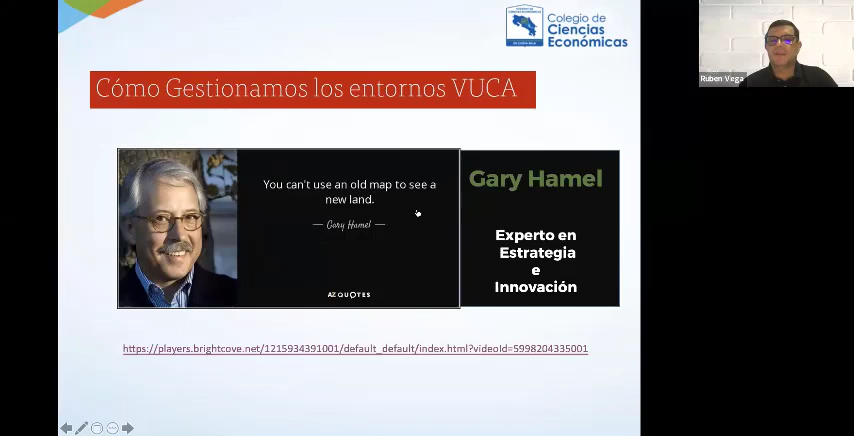 Colegio de
Ciencias
Económicas
Ruben Vega
Cómo Gestionamos los entornos VUCA
You can't use an old map to see a
new land.
— Gary Hamel —
AZ QUOTES
Gary Hamel
Experto en
Estrategia
e
Innovación
https://players.brightcove.net/1215934391001/default_default/index.html?videoId=5998204335001